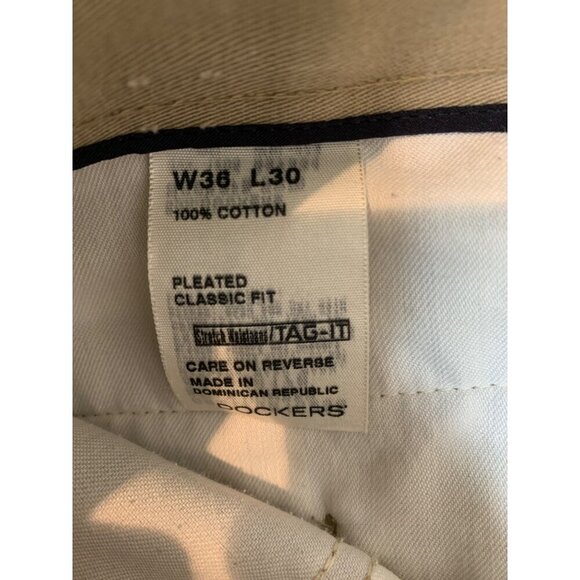 W36 L30
100% COTTON
PLEATED
CLASSIC FIT
Stretch Waistband/TAG-IT
CARE ON REVERSE
MADE IN
DOMINICAN REPUBLIC
DOCKERS®